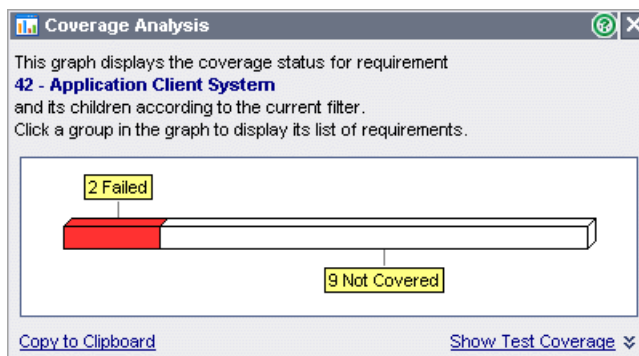 Coverage Analysis
This graph displays the coverage status for requirement
42 - Application Client System
and its children according to the current filter.
Click a group in the graph to display its list of requirements.
2 Failed
9 Not Covered
Copy to Clipboard
Show Test Coverage